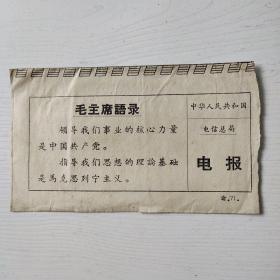 毛主席語录
领导我们事业的核心力量
是中国共产党。
指导我们思想的理論基础
是馬克思列宁主义。
中华人民共和国
电信总局
电报